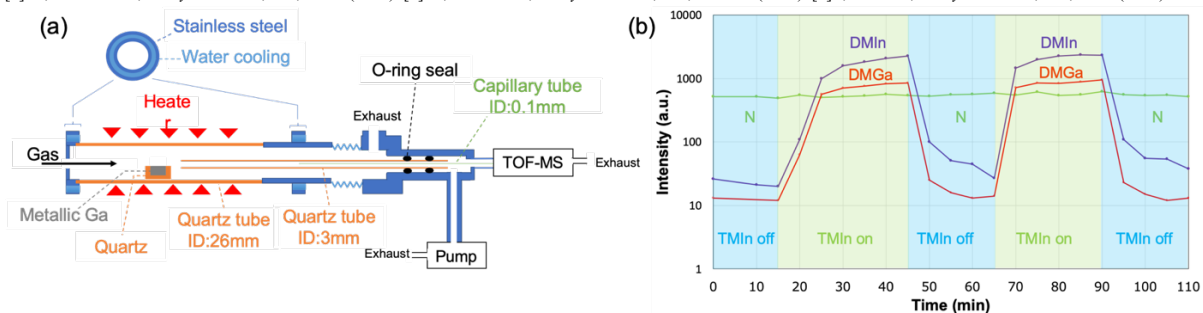 (a)
Stainless steel
Water cooling
Heate
r
O-ring seal
Capillary tube
ID:0.1mm
Exhaust
Gas
TOF-MS
Exhaust
Metallic Ga
Quartz
Quartz tube
ID:26mm
Quartz tube
ID:3mm
Exhaust
Pump
(b)
Intensity (a.u.)
10000
1000
100
10
1
DMIn
DMGa
N
N
DMIn
DMGa
N
TMIn off
TMIn on
TMIn off
TMIn on
TMIn off
0 10 20 30 40 50 60 70 80 90 100 110
Time (min)